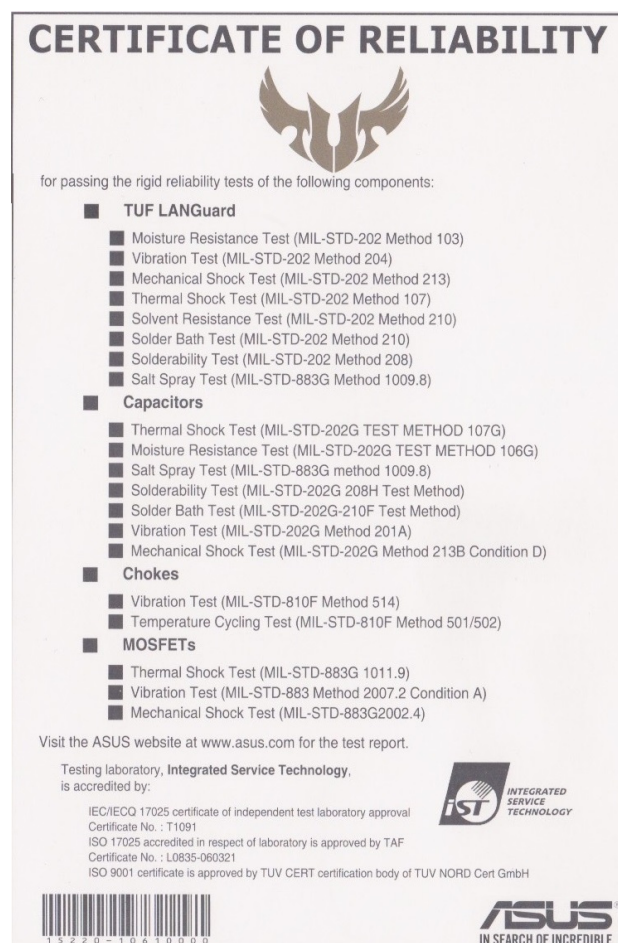 CERTIFICATE OF RELIABILITY
for passing the rigid reliability tests of the following components:
TUF LANGuard
Moisture Resistance Test (MIL-STD-202 Method 103)
Vibration Test (MIL-STD-202 Method 204)
Mechanical Shock Test (MIL-STD-202 Method 213)
Thermal Shock Test (MIL-STD-202 Method 107)
Solvent Resistance Test (MIL-STD-202 Method 210)
Solder Bath Test (MIL-STD-202 Method 210)
Solderability Test (MIL-STD-202 Method 208)
Salt Spray Test (MIL-STD-883G Method 1009.8)
Capacitors
Thermal Shock Test (MIL-STD-202G TEST METHOD 107G)
Moisture Resistance Test (MIL-STD-202G TEST METHOD 106G)
Salt Spray Test (MIL-STD-883G method 1009.8)
Solderability Test (MIL-STD-202G 208H Test Method)
Solder Bath Test (MIL-STD-202G-210F Test Method)
Vibration Test (MIL-STD-202G Method 201A)
Mechanical Shock Test (MIL-STD-202G Method 213B Condition D)
Chokes
Vibration Test (MIL-STD-810F Method 514)
Temperature Cycling Test (MIL-STD-810F Method 501/502)
MOSFETs
Thermal Shock Test (MIL-STD-883G 1011.9)
Vibration Test (MIL-STD-883 Method 2007.2 Condition A)
Mechanical Shock Test (MIL-STD-883G2002.4)
Visit the ASUS website at www.asus.com for the test report.
Testing laboratory, Integrated Service Technology,
is accredited by:
iST
INTEGRATED
SERVICE
TECHNOLOGY
IEC/IECQ 17025 certificate of independent test laboratory approval
Certificate No. : T1091
ISO 17025 accredited in respect of laboratory is approved by TAF
Certificate No. : L0835-060321
ISO 9001 certificate is approved by TUV CERT certification body of TUV NORD Cert GmbH
15220-10610000
ASUS
IN SEARCH OF INCREDIBLE